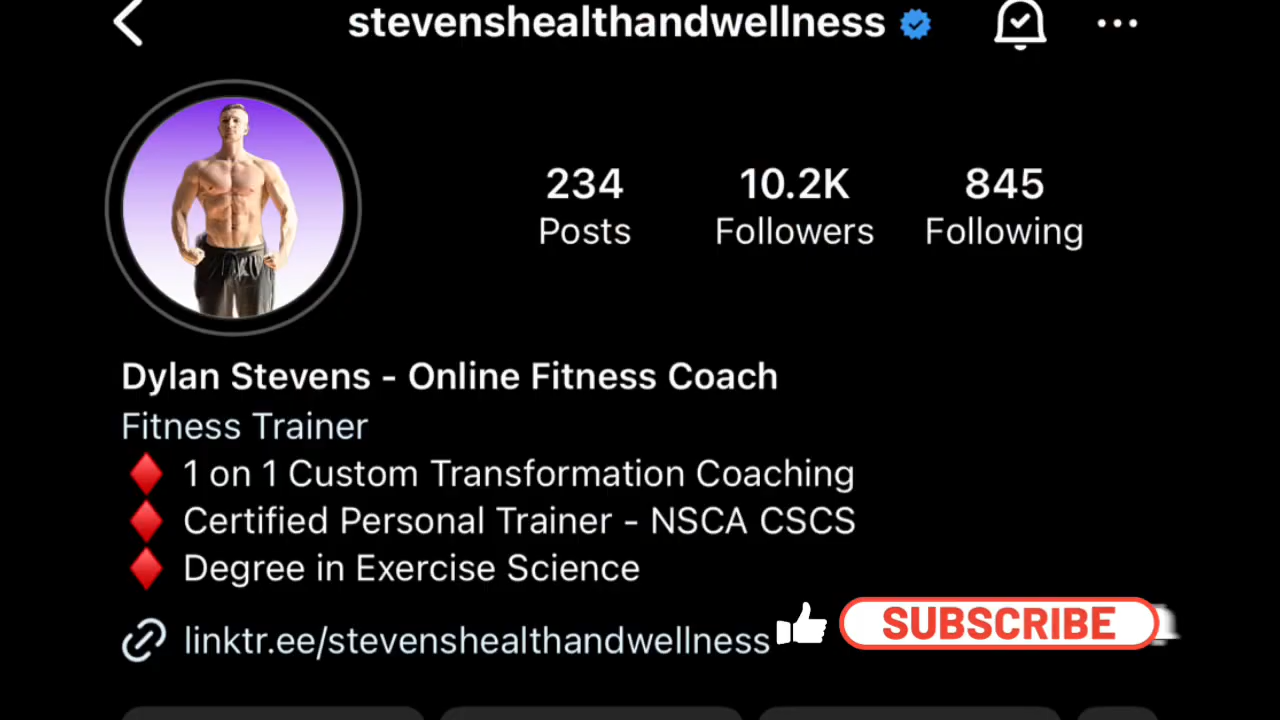 stevenshealthandwellness
234 10.2K 845
Posts Followers Following
Dylan Stevens - Online Fitness Coach
Fitness Trainer
1 on 1 Custom Transformation Coaching
Certified Personal Trainer - NSCA CSCS
Degree in Exercise Science
linktr.ee/stevenshealthandwellness
SUBSCRIBE